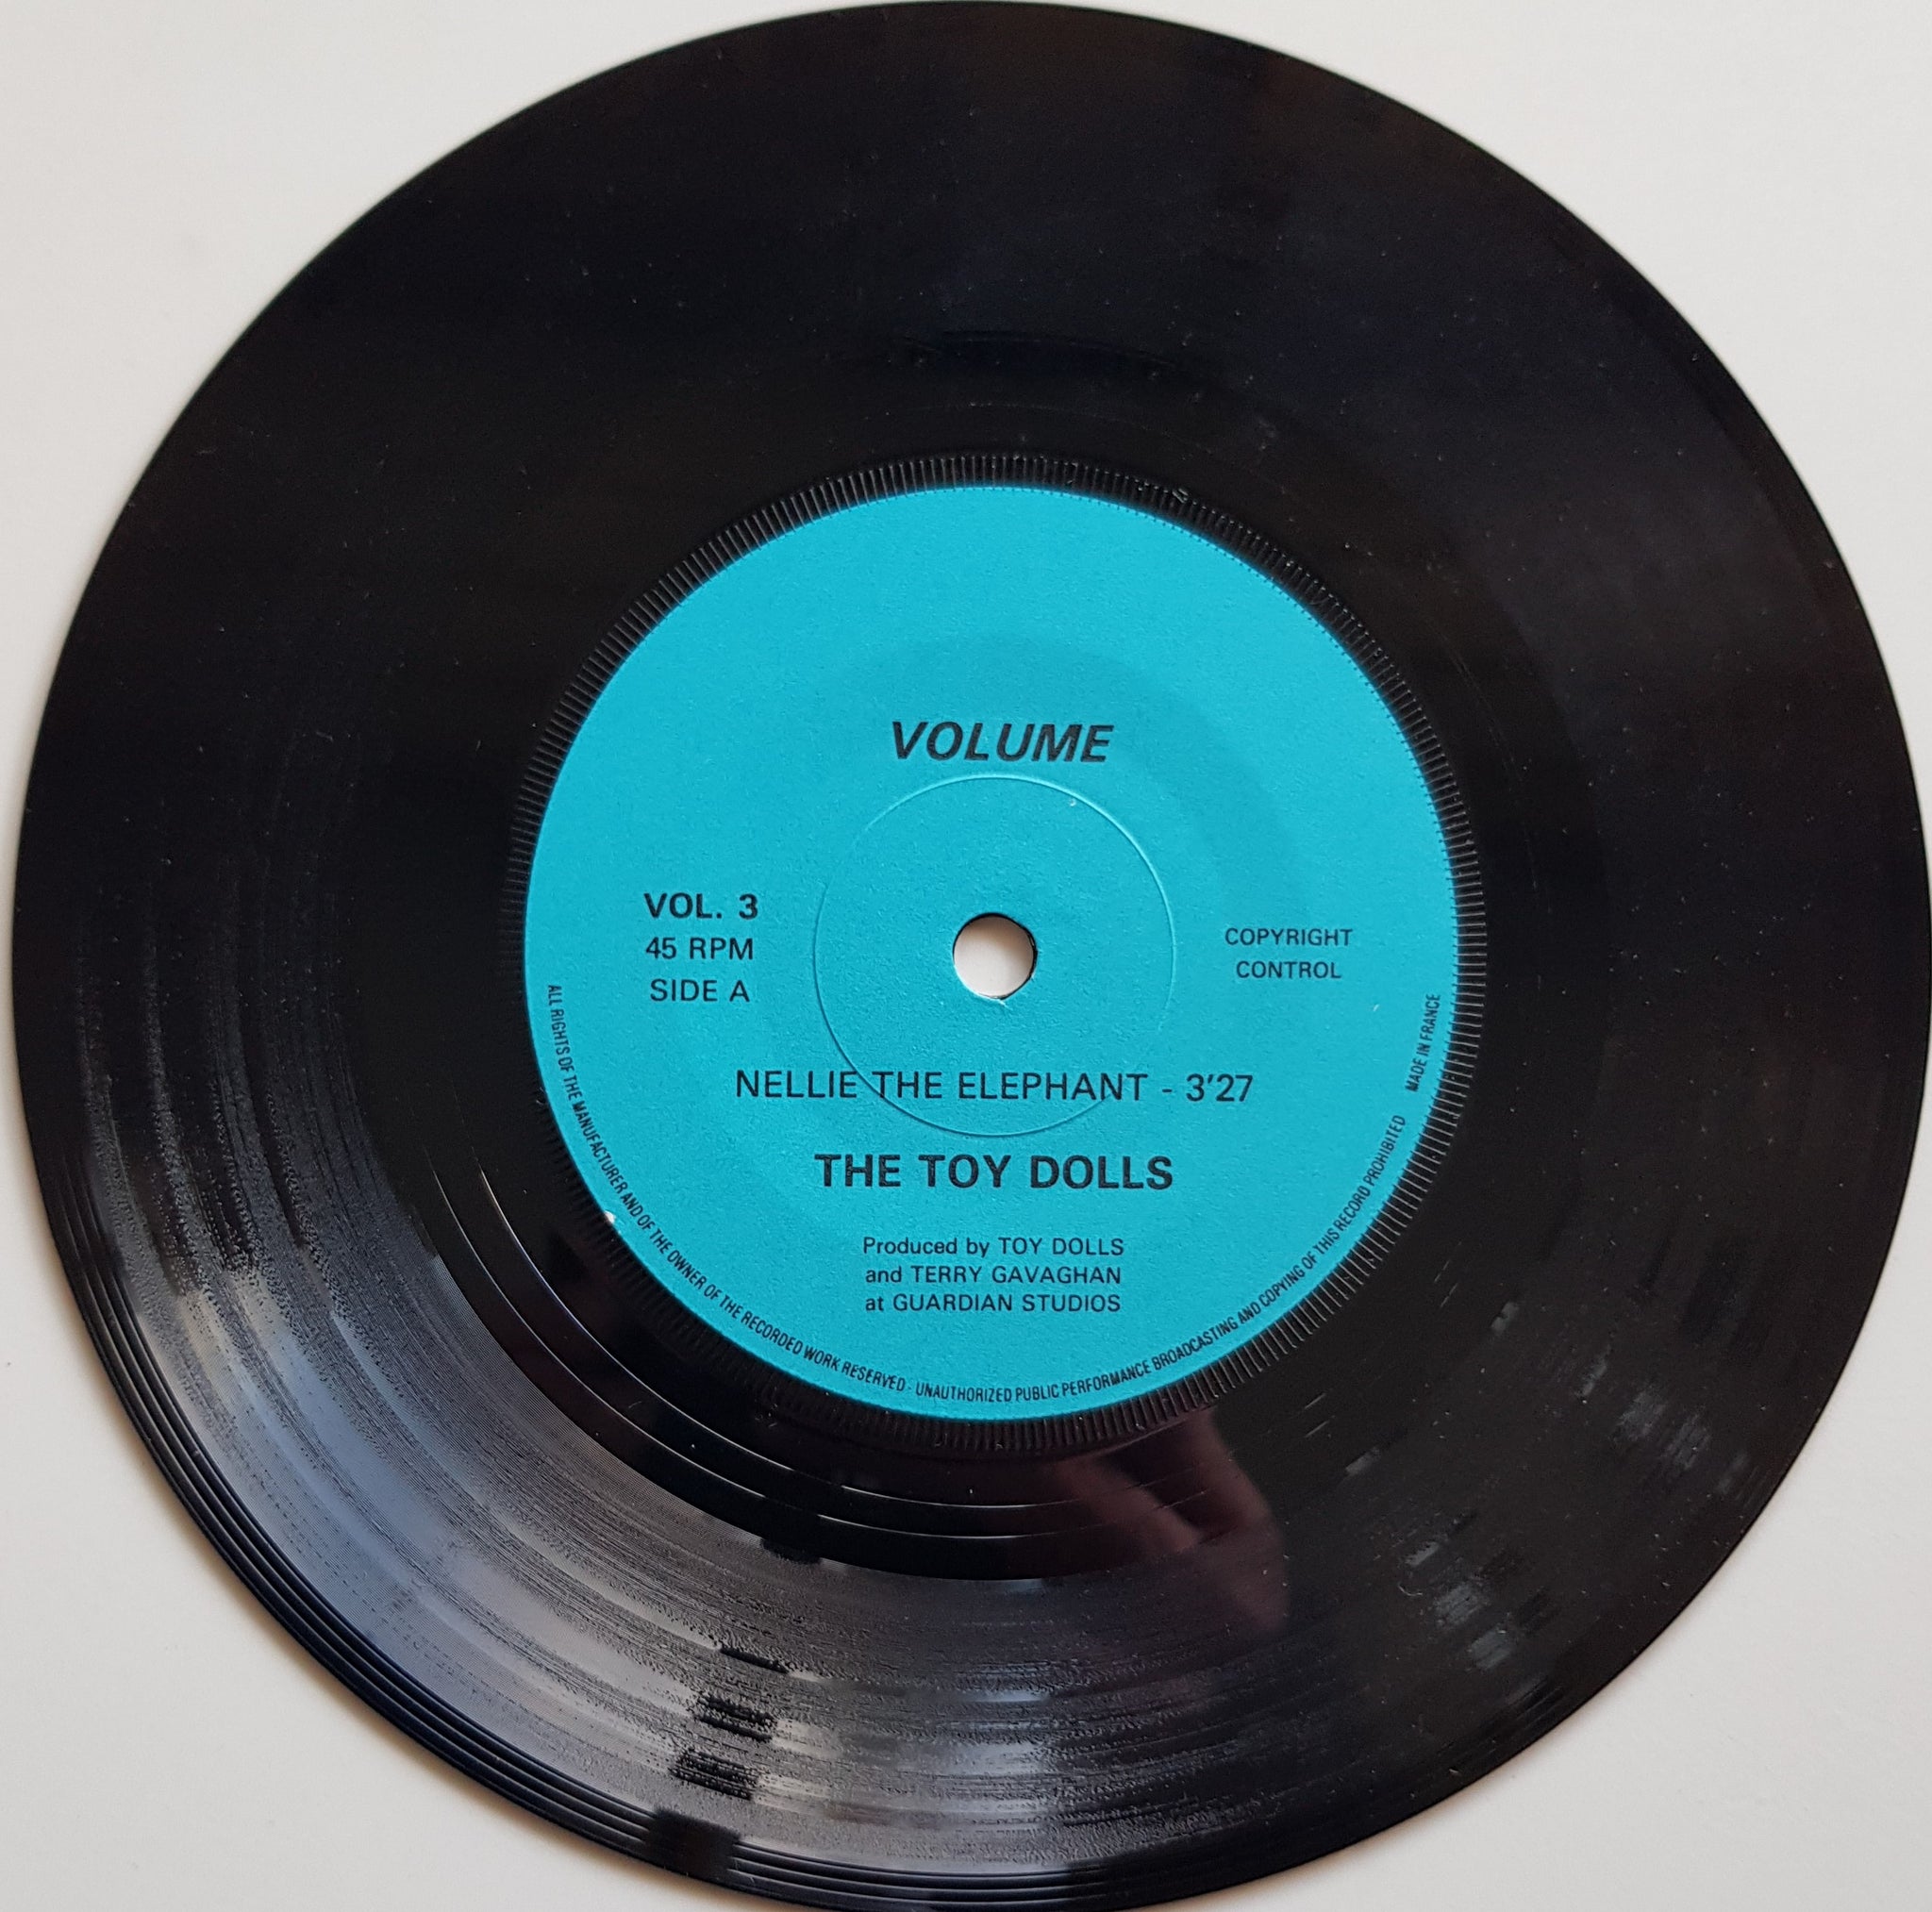 VOLUME
VOL. 3
45 RPM
SIDE A
COPYRIGHT
CONTROL
NELLIE THE ELEPHANT - 3'27
THE TOY DOLLS
Produced by TOY DOLLS
and TERRY GAVAGHAN
at GUARDIAN STUDIOS
ALL RIGHTS OF THE MANUFACTURER AND OF THE OWNER OF THE RECORDED WORK RESERVED - UNAUTHORIZED PUBLIC PERFORMANCE BROADCASTING AND COPYING OF THIS RECORD PROHIBITED MADE IN FRANCE